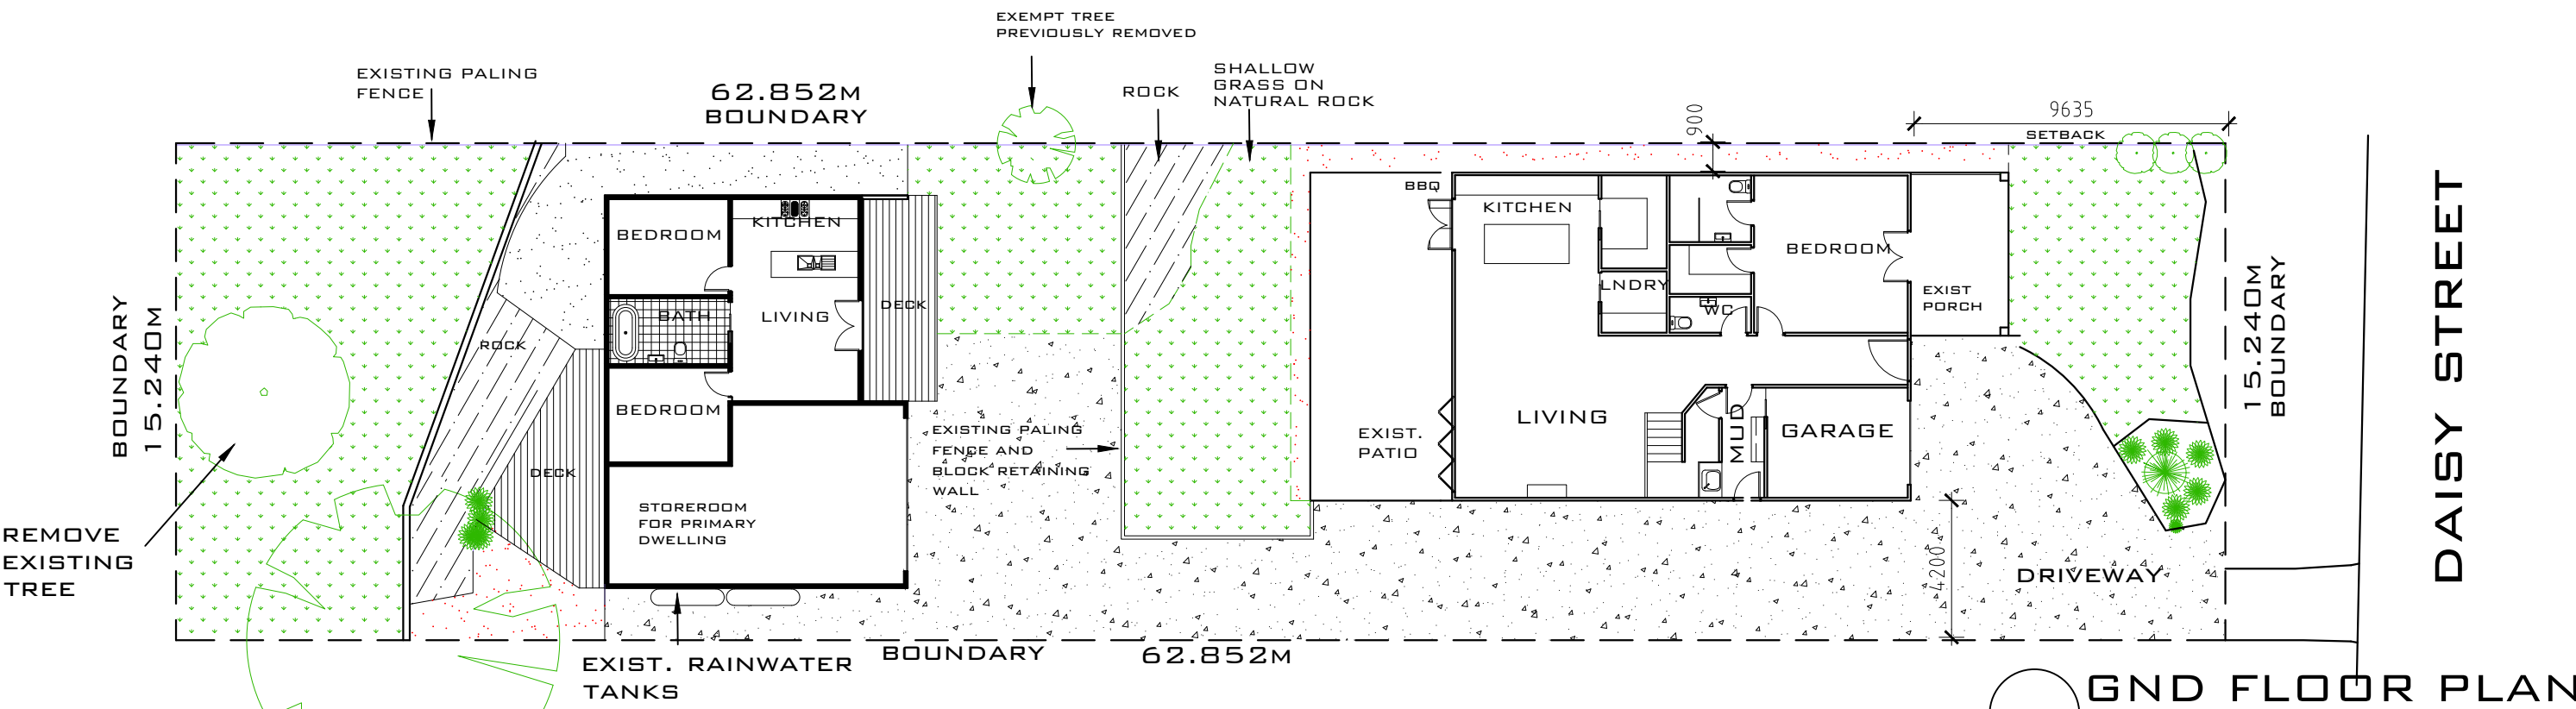 EXEMPT TREE
PREVIOUSLY REMOVED
EXISTING PALING
FENCE
62.852M
BOUNDARY
ROCK
SHALLOW
GRASS ON
NATURAL ROCK
900
9635
SETBACK
BBQ
KITCHEN
BEDROOM
KITCHEN
BEDROOM
LNDRY
WC
EXIST
PORCH
DECK
BATH
LIVING
BOUNDARY
15.240M
ROCK
15.240M
BOUNDARY
DAISY STREET
BEDROOM
LIVING
MUD
GARAGE
EXIST.
PATIO
EXISTING PALING
FENCE AND
BLOCK RETAINING
WALL
DECK
STOREROOM
FOR PRIMARY
DWELLING
REMOVE
EXISTING
TREE
4200
DRIVEWAY
EXIST. RAINWATER
TANKS
BOUNDARY
62.852M
GND FLOOR PLAN